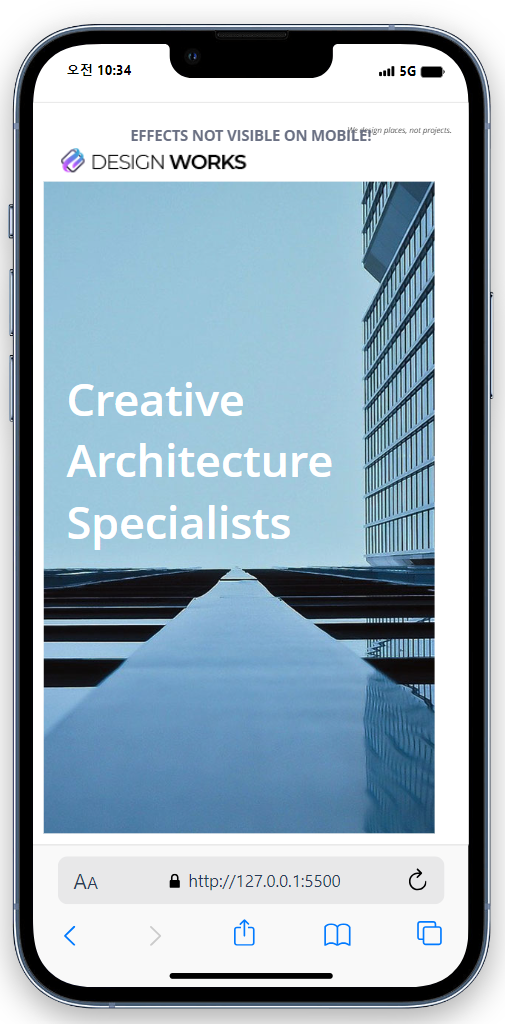 오전 10:34
5G
We design places, not projects.
EFFECTS NOT VISIBLE ON MOBILE!
DESIGN WORKS
Creative
Architecture
Specialists
AA
http://127.0.0.1:5500